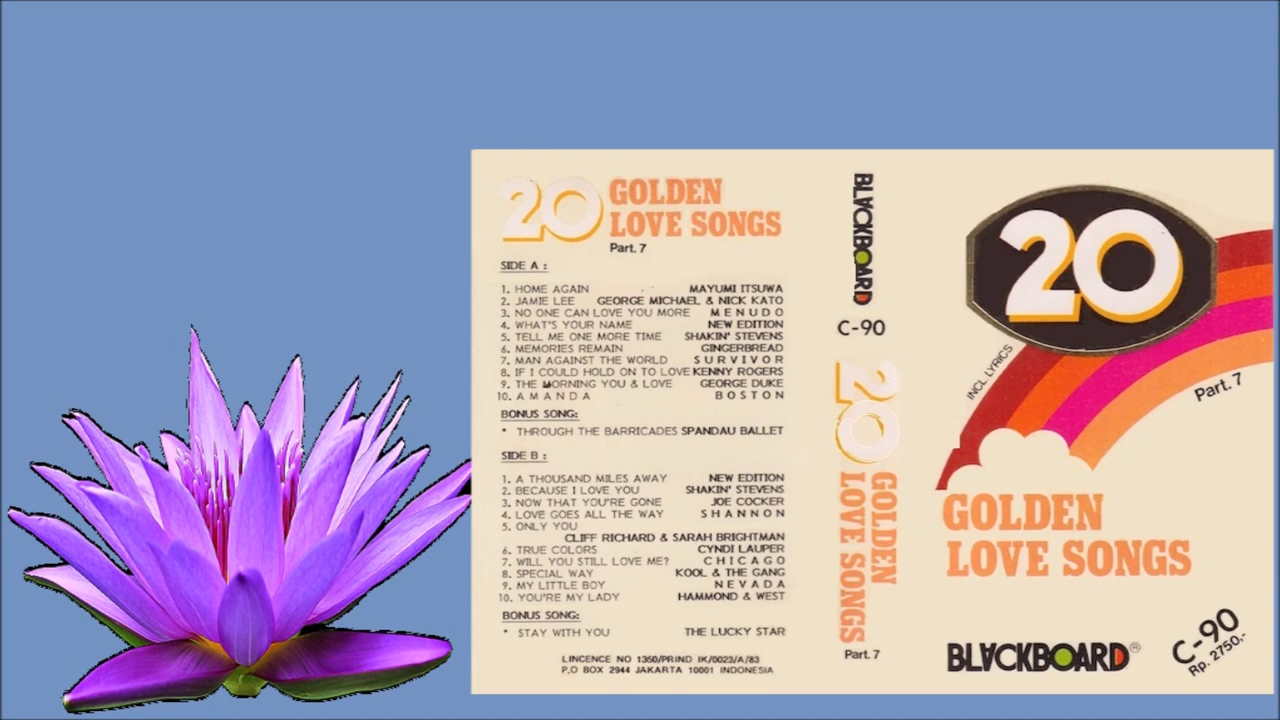 20 GOLDEN
LOVE SONGS
Part. 7
SIDE A :
1. HOME AGAIN MAYUMI ITSUWA
2. JAMIE LEE GEORGE MICHAEL & NICK KATO
3. NO ONE CAN LOVE YOU MORE MENUDO
4. WHAT'S YOUR NAME NEW EDITION
5. TELL ME ONE MORE TIME SHAKIN' STEVENS
6. MEMORIES REMAIN GINGERBREAD
7. MAN AGAINST THE WORLD SURVIVOR
8. IF I COULD HOLD ON TO LOVE KENNY ROGERS
9. THE MORNING YOU & LOVE GEORGE DUKE
10. AMANDA BOSTON
BONUS SONG:
* THROUGH THE BARRICADES SPANDAU BALLET
SIDE B :
1. A THOUSAND MILES AWAY NEW EDITION
2. BECAUSE I LOVE YOU SHAKIN' STEVENS
3. NOW THAT YOU'RE GONE JOE COCKER
4. LOVE GOES ALL THE WAY SHANNON
5. ONLY YOU
CLIFF RICHARD & SARAH BRIGHTMAN
6. TRUE COLORS CYNDI LAUPER
7. WILL YOU STILL LOVE ME? CHICAGO
8. SPECIAL WAY KOOL & THE GANG
9. MY LITTLE BOY NEVADA
10. YOU'RE MY LADY HAMMOND & WEST
BONUS SONG:
* STAY WITH YOU THE LUCKY STAR
LINCENCE NO 1350/PRIND IK/0023/A/83
P.O BOX 2944 JAKARTA 10001 INDONESIA
BLACKBOARD
C-90
20 GOLDEN
LOVE SONGS
Part. 7
20
INCL LYRICS
Part. 7
GOLDEN
LOVE SONGS
BLACKBOARD®
C-90
Rp. 2750.-